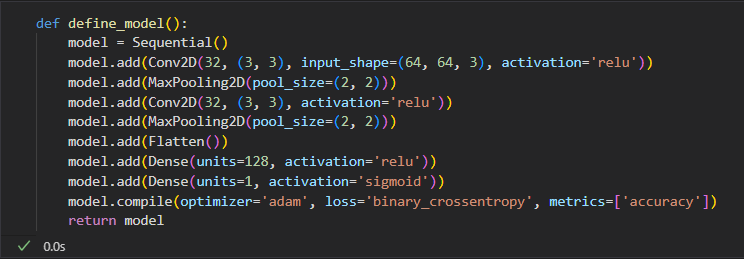 def define_model():
    model = Sequential()
    model.add(Conv2D(32, (3, 3), input_shape=(64, 64, 3), activation='relu'))
    model.add(MaxPooling2D(pool_size=(2, 2)))
    model.add(Conv2D(32, (3, 3), activation='relu'))
    model.add(MaxPooling2D(pool_size=(2, 2)))
    model.add(Flatten())
    model.add(Dense(units=128, activation='relu'))
    model.add(Dense(units=1, activation='sigmoid'))
    model.compile(optimizer='adam', loss='binary_crossentropy', metrics=['accuracy'])
    return model
✓ 0.0s